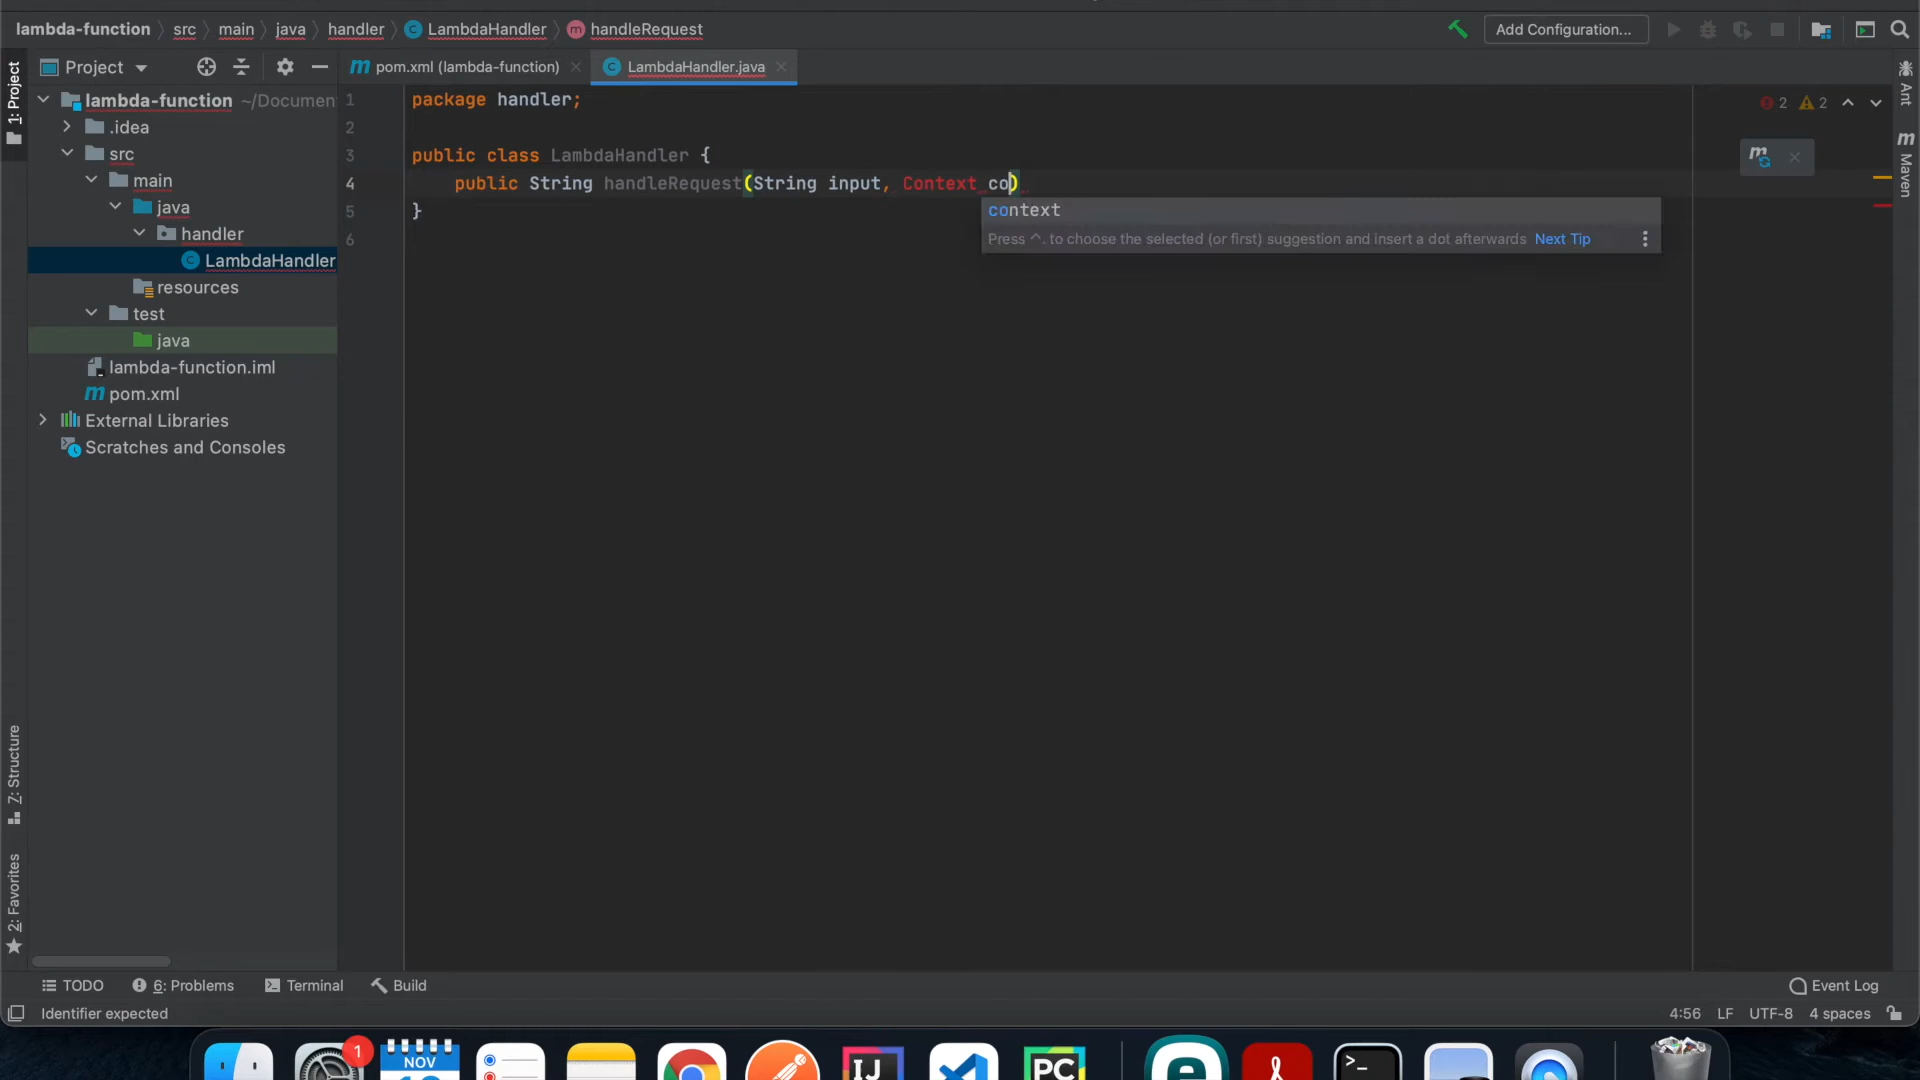 lambda-function src main java handler LambdaHandler handleRequest Add Configuration...
1: Project
Project
pom.xml (lambda-function)
LambdaHandler.java
lambda-function ~/Documen
.idea
src
main
java
handler
LambdaHandler
resources
test
java
lambda-function.iml
pom.xml
External Libraries
Scratches and Consoles
1 package handler;
2
3 public class LambdaHandler {
4 public String handleRequest(String input, Context co)
5 }
6
context
Press ^. to choose the selected (or first) suggestion and insert a dot afterwards Next Tip
2 2
Ant
Maven
Z: Structure
2: Favorites
TODO 6: Problems Terminal Build Event Log
Identifier expected 4:56 LF UTF-8 4 spaces
1
NOV
IJ
PC